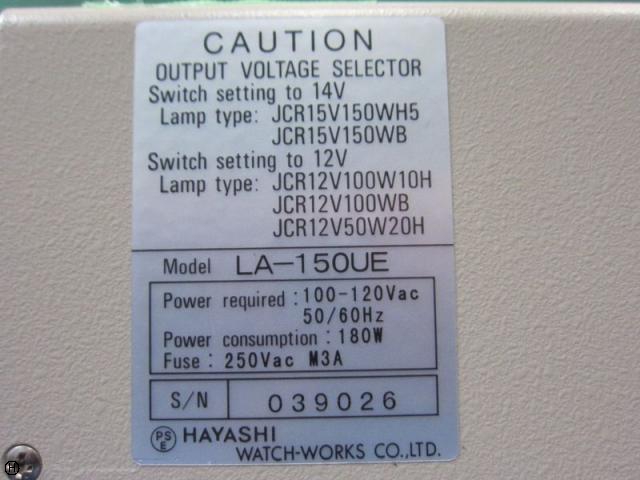 CAUTION
OUTPUT VOLTAGE SELECTOR
Switch setting to 14V
Lamp type: JCR15V150WH5
JCR15V150WB
Switch setting to 12V
Lamp type: JCR12V100W10H
JCR12V100WB
JCR12V50W20H
Model LA-150UE
Power required : 100-120Vac
50/60Hz
Power consumption : 180W
Fuse : 250Vac M3A
S/N 039026
PS
E
HAYASHI
WATCH-WORKS CO.,LTD.
H